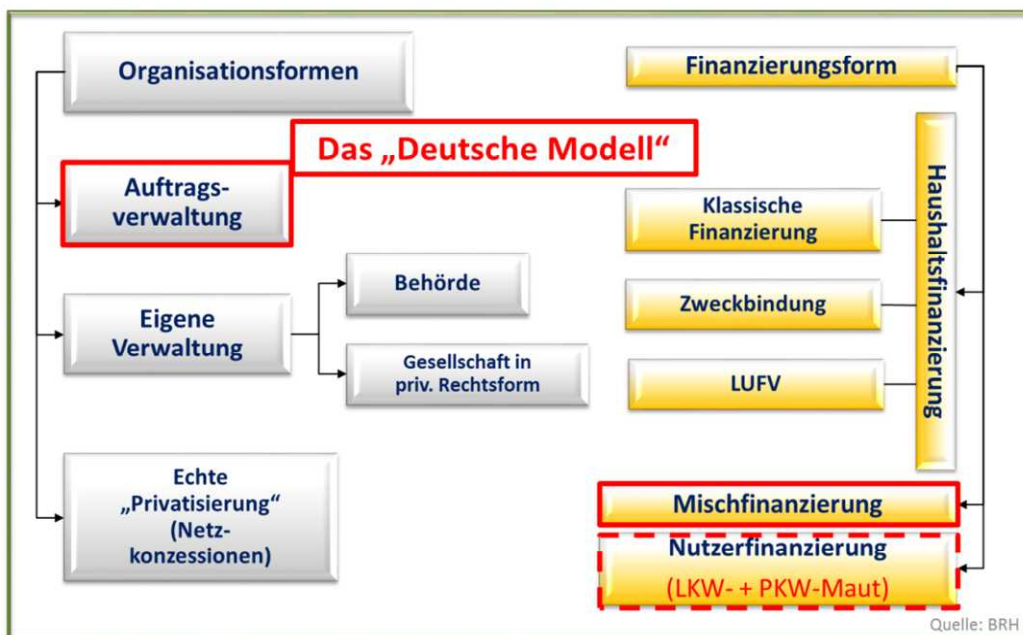 Organisationsformen
Finanzierungsform
Das „Deutsche Modell“
Auftrags-
verwaltung
Klassische
Finanzierung
Haushaltsfinanzierung
Behörde
Eigene
Verwaltung
Zweckbindung
Gesellschaft in
priv. Rechtsform
LUFV
Echte
„Privatisierung“
(Netz-
konzessionen)
Mischfinanzierung
Nutzerfinanzierung
(LKW- + PKW-Maut)
Quelle: BRH